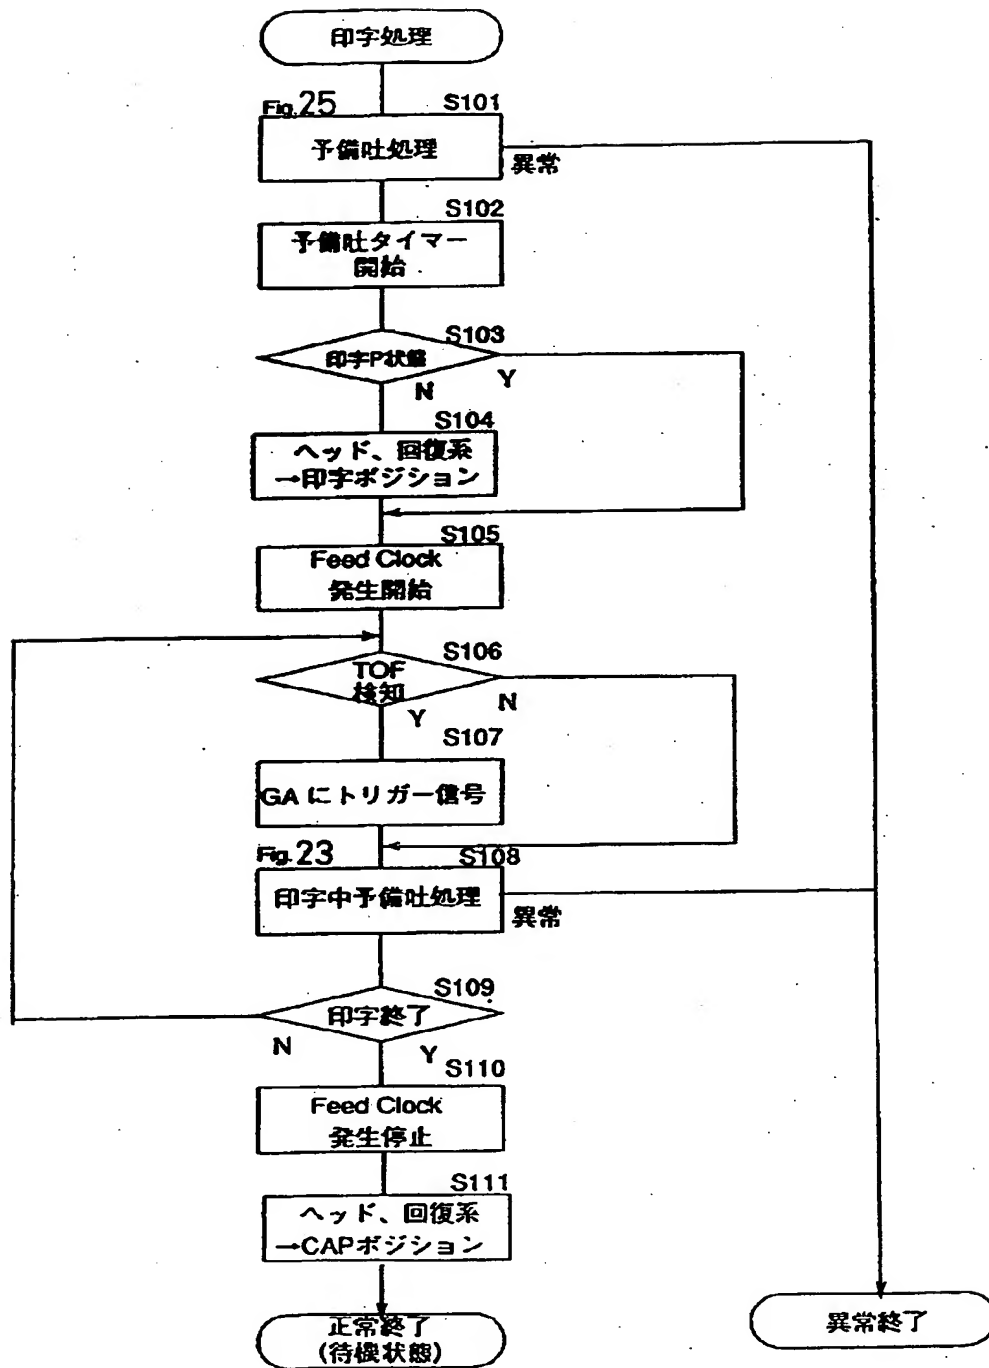 印字処理
Fig.25
S101
予備吐処理
異常
S102
予備吐タイマー
開始
S103
印字P状態
N
Y
S104
ヘッド、回復系
→印字ポジション
S105
Feed Clock
発生開始
S106
TOF
検知
Y
N
S107
GAにトリガー信号
Fig.23
S108
印字中予備吐処理
異常
S109
印字終了
N
Y
S110
Feed Clock
発生停止
S111
ヘッド、回復系
→CAPポジション
正常終了
(待機状態)
異常終了